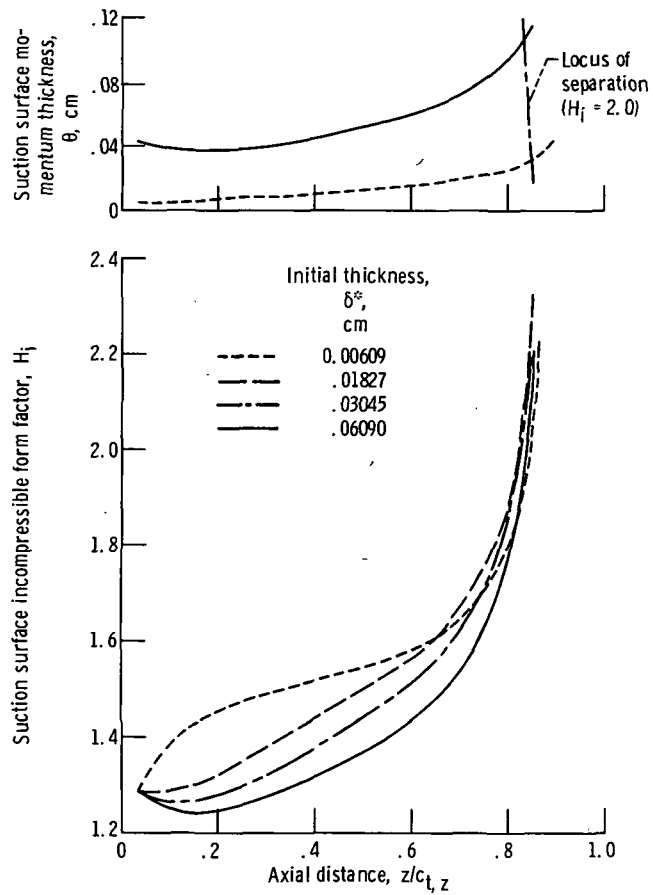 Suction surface mo-
mentum thickness,
θ, cm
.12
.08
.04
0
Locus of
separation
(Hi = 2.0)
Suction surface incompressible form factor, Hi
2.4
2.2
2.0
1.8
1.6
1.4
1.2
Initial thickness,
δ*,
cm
0.00609
.01827
.03045
.06090
0
.2
.4
.6
.8
1.0
Axial distance, z/ct, z